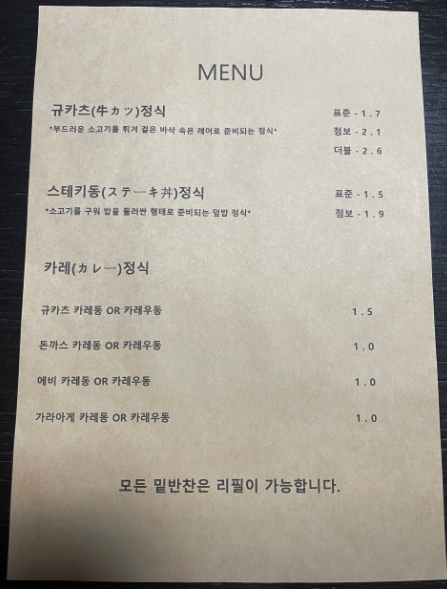 MENU
규카츠(牛カツ)정식 표준 - 1.7
*부드러운 소고기를 튀겨 겉은 바삭 속은 레어로 준비되는 정식* 점보 - 2.1
더블 - 2.6
스테키동(ステーキ丼)정식 표준 - 1.5
*소고기를 구워 밥을 둘러싼 형태로 준비되는 덮밥 정식* 점보 - 1.9
카레(カレー)정식
규카츠 카레동 OR 카레우동 1.5
돈까스 카레동 OR 카레우동 1.0
에비 카레동 OR 카레우동 1.0
가라아게 카레동 OR 카레우동 1.0
모든 밑반찬은 리필이 가능합니다.